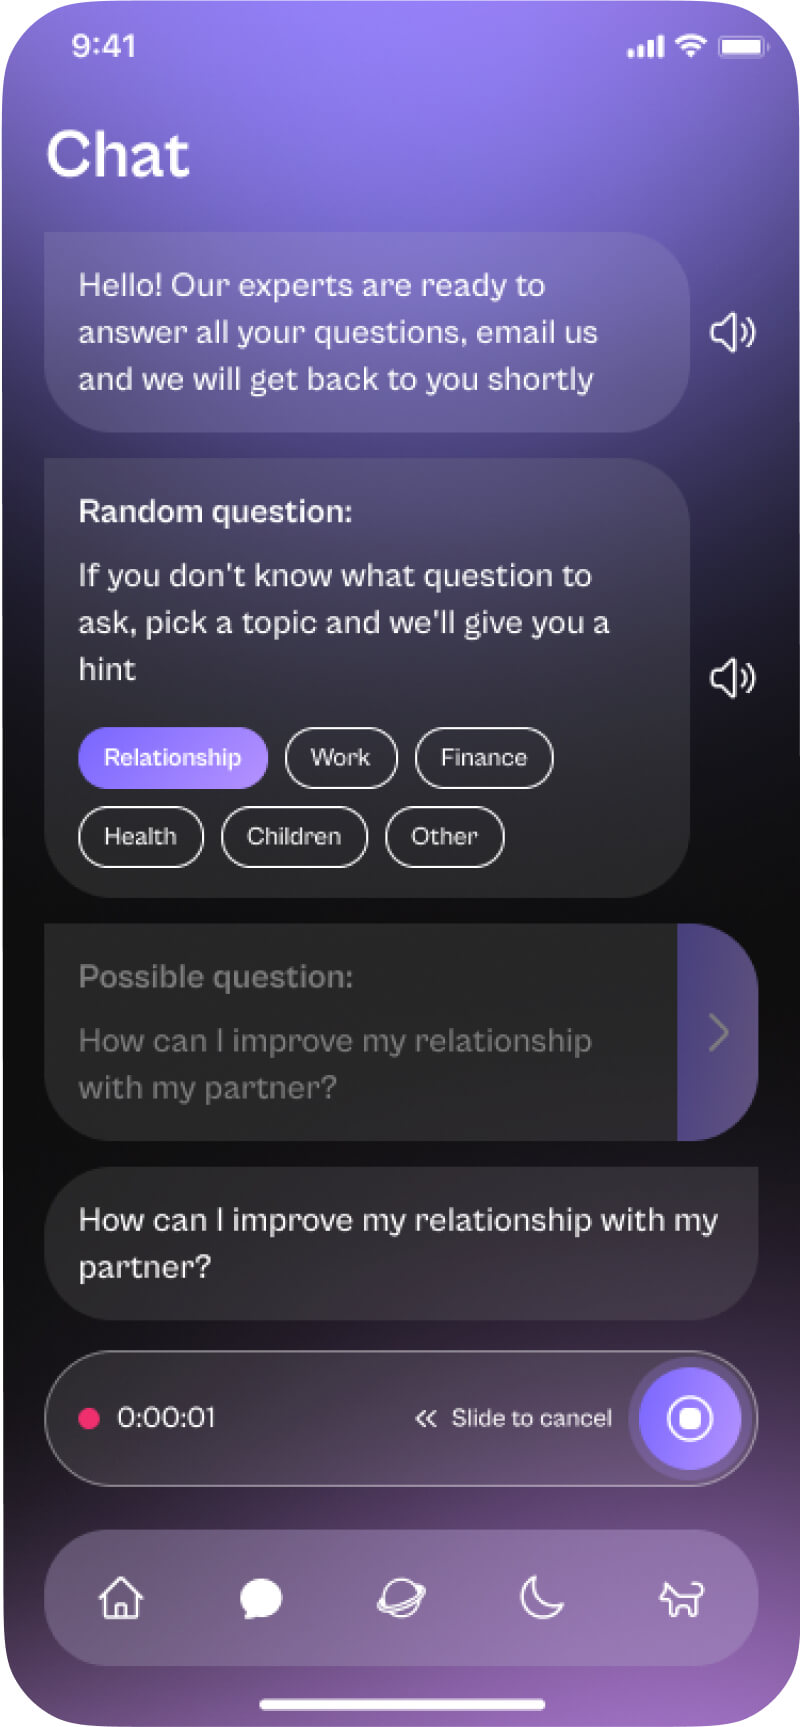 9:41
Chat
Hello! Our experts are ready to
answer all your questions, email us
and we will get back to you shortly
Random question:
If you don't know what question to
ask, pick a topic and we'll give you a
hint
Relationship Work Finance
Health Children Other
Possible question:
How can I improve my relationship
with my partner?
How can I improve my relationship with my
partner?
0:00:01 Slide to cancel